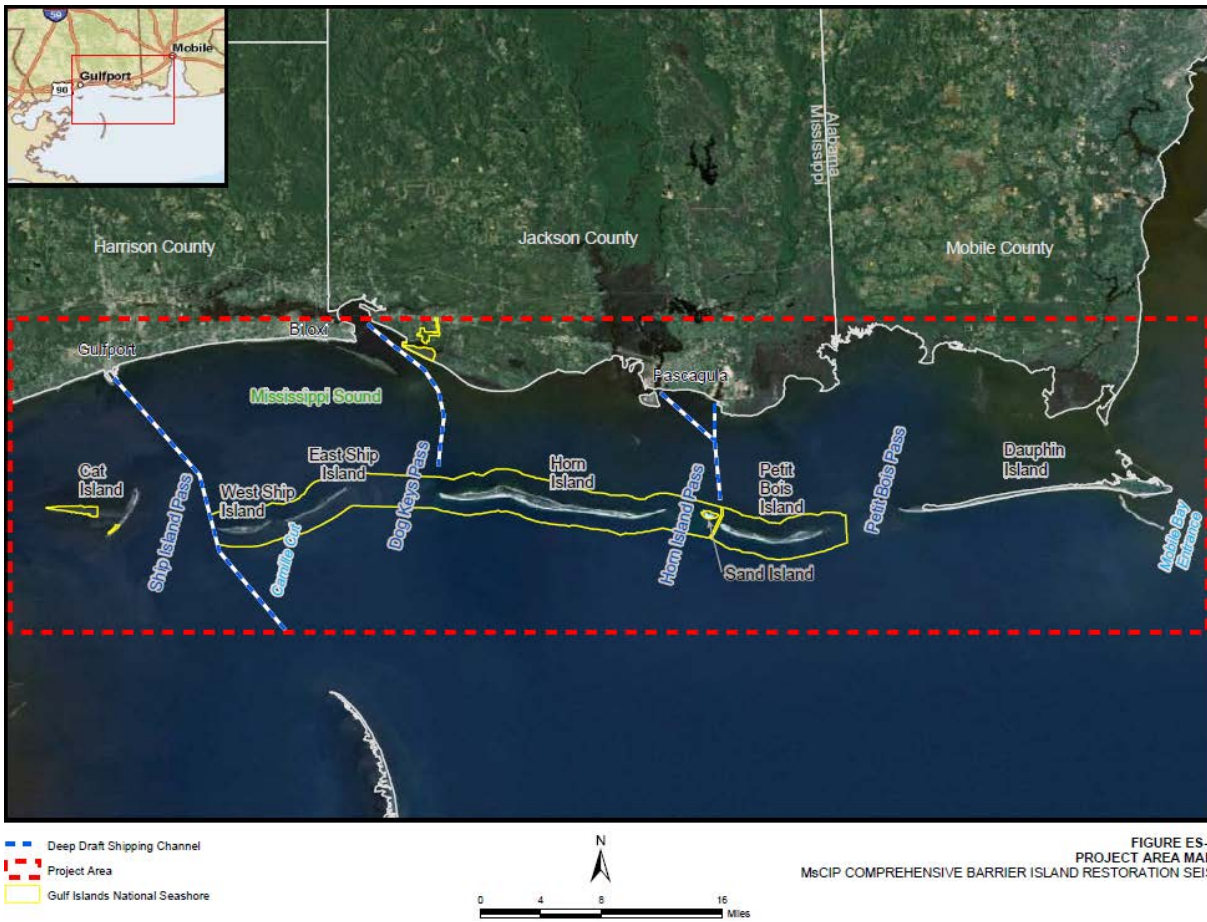 59
Mobile
Gulfport
90
Alabama
Mississippi
Harrison County
Jackson County
Mobile County
Biloxi
Gulfport
Pascagula
Mississippi Sound
Cat
Island
Ship Island Pass
West Ship
Island
East Ship
Island
Camille Cut
Dog Keys Pass
Horn
Island
Horn Island Pass
Petit
Bois
Island
Sand Island
Petit Bois Pass
Dauphin
Island
Mobile Bay
Entrance
Deep Draft Shipping Channel
Project Area
Gulf Islands National Seashore
N
0 4 8 16
Miles
FIGURE ES-
PROJECT AREA MA
MsCIP COMPREHENSIVE BARRIER ISLAND RESTORATION SEIS